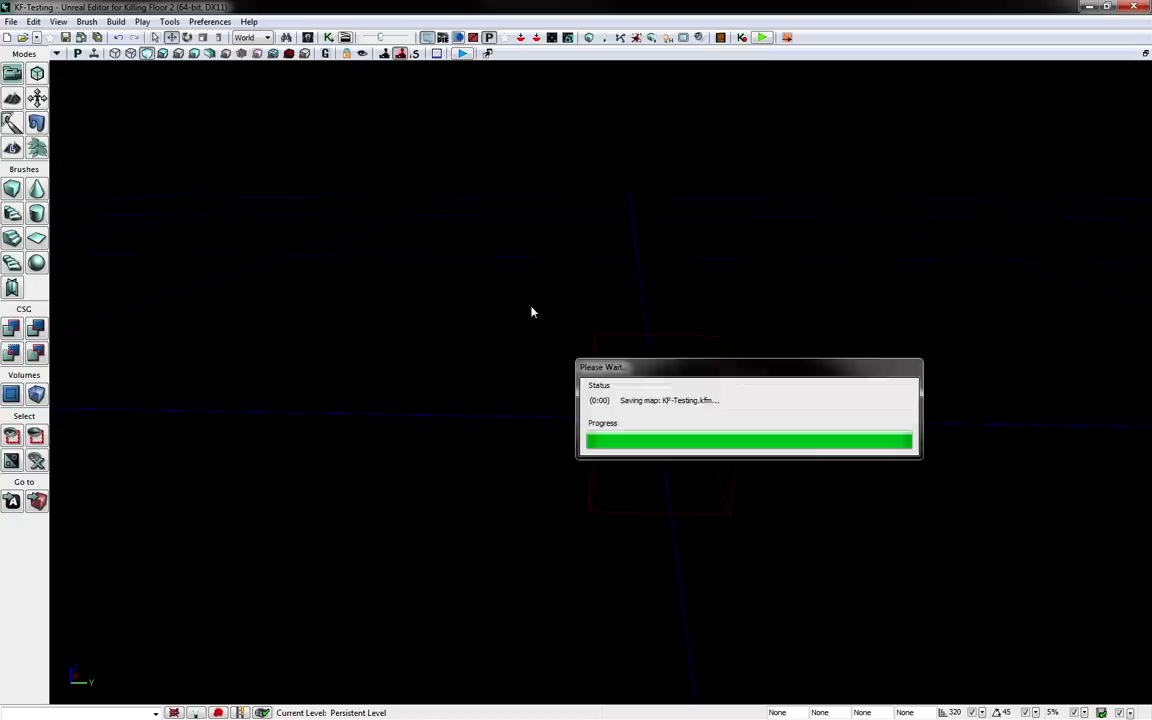 KF-Testing - Unreal Editor for Killing Floor 2 (64-bit, DX11)
File Edit View Brush Build Play Tools Preferences Help
World
Modes
Brushes
CSG
Volumes
Select
Go to
Please Wait...
Status
(0:00) Saving map: KF-Testing.kfm...
Progress
Y
Current Level: Persistent Level
None None None None 320 45 5%